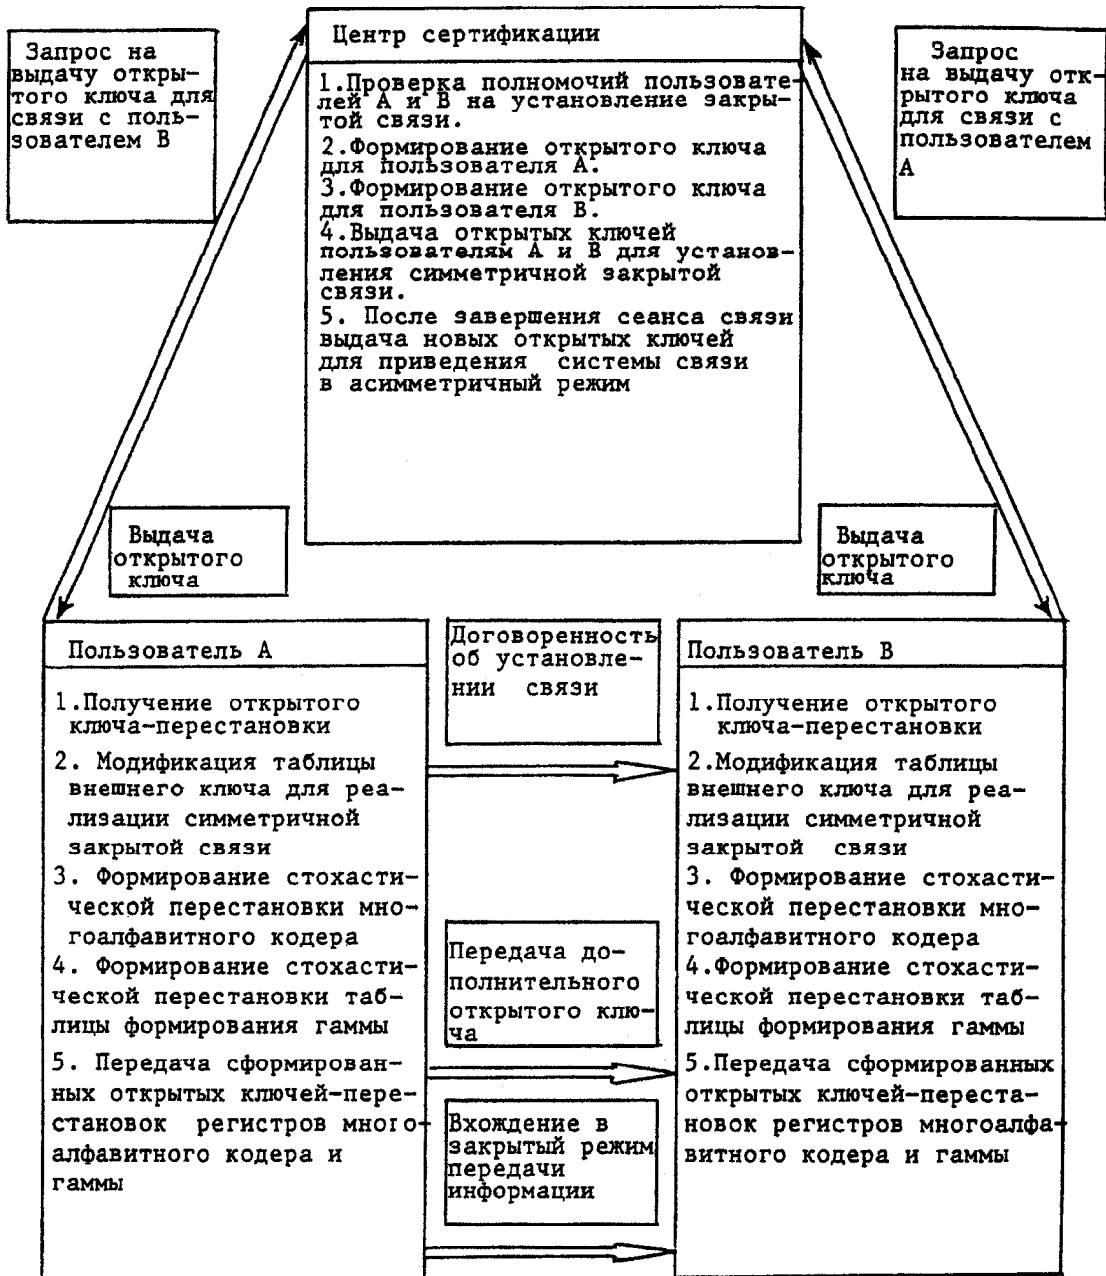 Запрос на
выдачу откры-
того ключа для
связи с поль-
зователем В
Центр сертификации
1.Проверка полномочий пользовате-
лей А и В на установление закры-
той связи.
2.Формирование открытого ключа
для пользователя А.
3.Формирование открытого ключа
для пользователя В.
4.Выдача открытых ключей
пользователям А и В для установ-
ления симметричной закрытой
связи.
5. После завершения сеанса связи
выдача новых открытых ключей
для приведения системы связи
в асимметричный режим
Запрос
на выдачу отк-
рытого ключа
для связи с
пользователем
А
Выдача
открытого
ключа
Выдача
открытого
ключа
Пользователь А
1.Получение открытого
ключа-перестановки
2. Модификация таблицы
внешнего ключа для реа-
лизации симметричной
закрытой связи
3. Формирование стохасти-
ческой перестановки мно-
гоалфавитного кодера
4. Формирование стохасти-
ческой перестановки таб-
лицы формирования гаммы
5. Передача сформирован-
ных открытых ключей-пере-
становок регистров много-
алфавитного кодера и
гаммы
Договоренность
об установле-
нии связи
Передача до-
полнительного
открытого клю-
ча
Вхождение в
закрытый режим
передачи
информации
Пользователь В
1.Получение открытого
ключа-перестановки
2.Модификация таблицы
внешнего ключа для реа-
лизации симметричной
закрытой связи
3. Формирование стохасти-
ческой перестановки мно-
гоалфавитного кодера
4.Формирование стохасти-
ческой перестановки таб-
лицы формирования гаммы
5.Передача сформированных
открытых ключей-переста-
новок регистров многоалфа-
витного кодера и гаммы